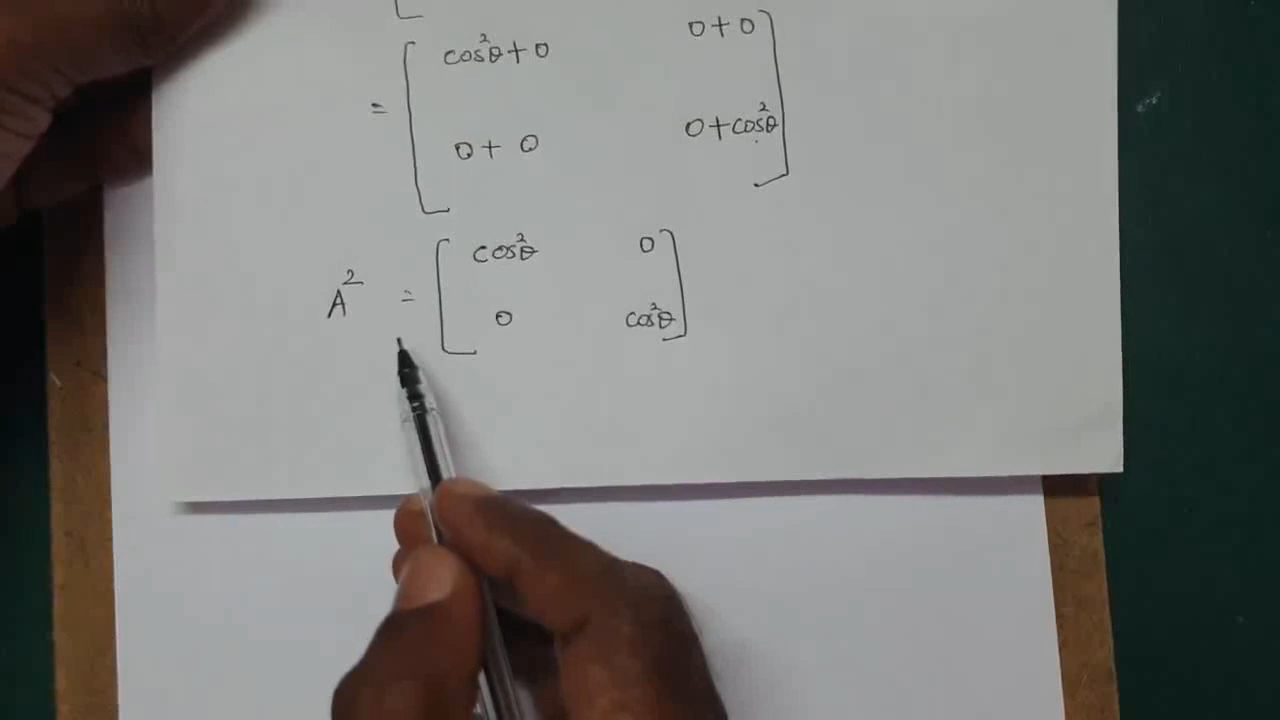 cos²θ + 0 0 + 0
=
0 + 0 0 + cos²θ
cos²θ 0
A² =
0 cos²θ